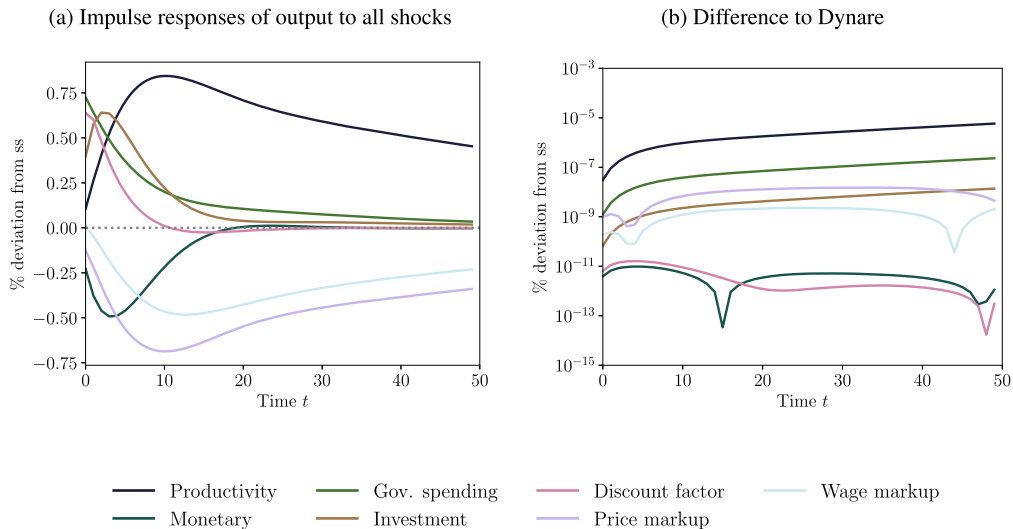 (a) Impulse responses of output to all shocks
(b) Difference to Dynare
% deviation from ss
0.75
0.50
0.25
0.00
−0.25
−0.50
−0.75
0 10 20 30 40 50
Time t
% deviation from ss
10⁻³
10⁻⁵
10⁻⁷
10⁻⁹
10⁻¹¹
10⁻¹³
10⁻¹⁵
0 10 20 30 40 50
Time t
Productivity Gov. spending Discount factor Wage markup
Monetary Investment Price markup